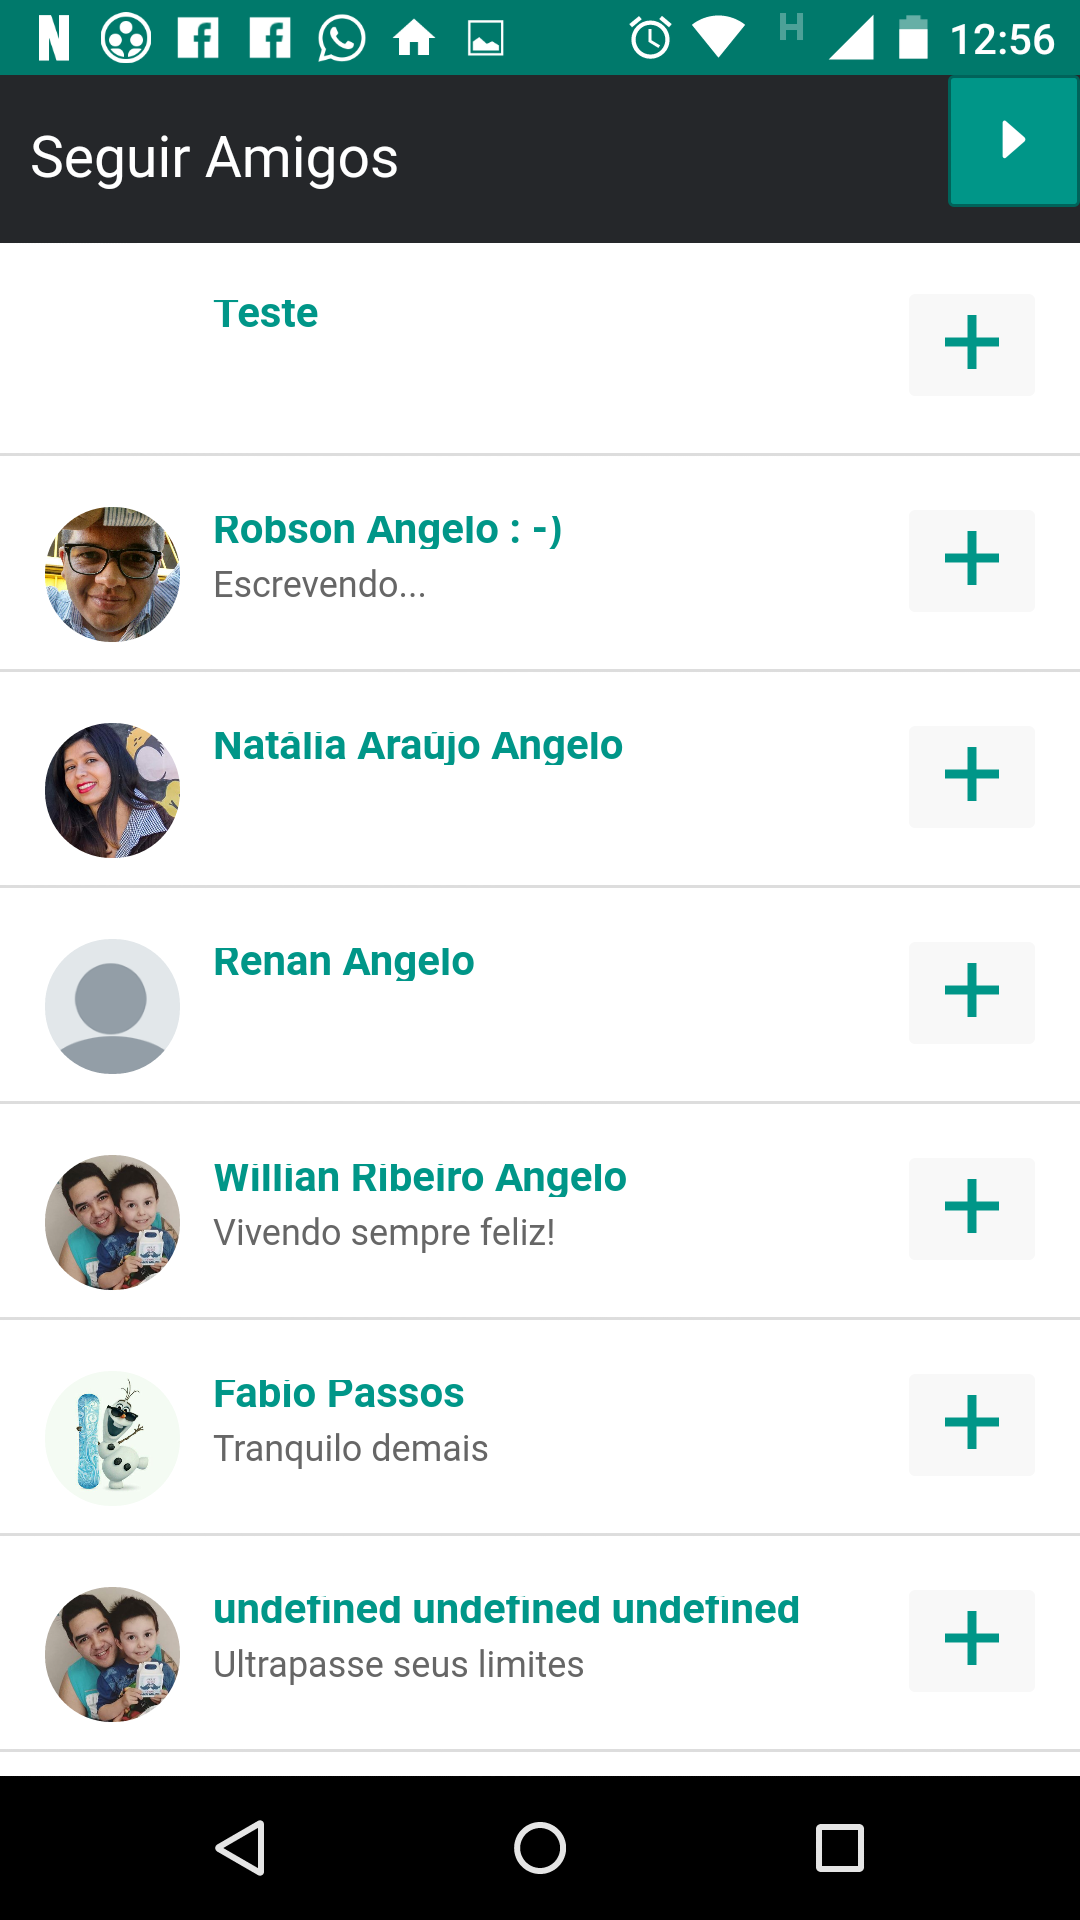 12:56
Seguir Amigos
Teste
Robson Angelo : -)
Escrevendo...
Natália Araújo Angelo
Renan Angelo
Willian Ribeiro Angelo
Vivendo sempre feliz!
Fabio Passos
Tranquilo demais
undefined undefined undefined
Ultrapasse seus limites